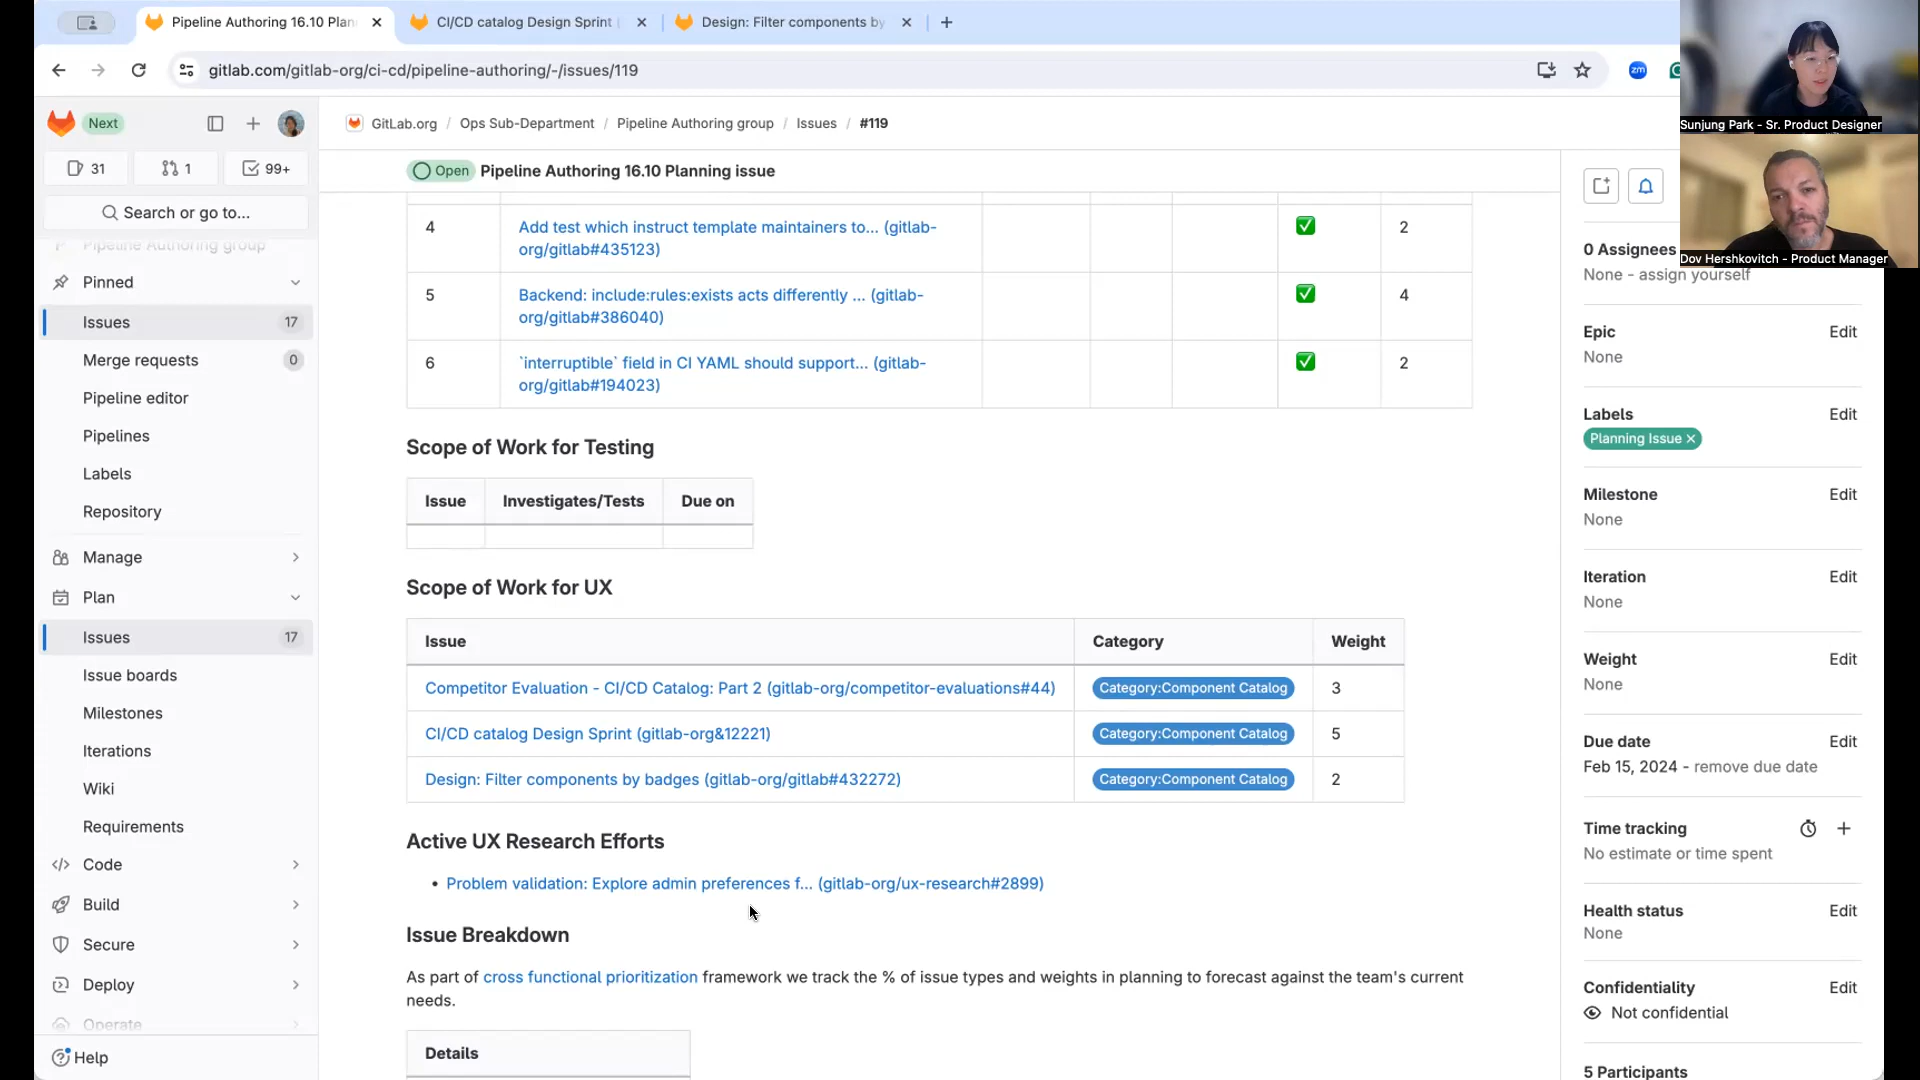 Pipeline Authoring 16.10 Plan
CI/CD catalog Design Sprint
Design: Filter components by
gitlab.com/gitlab-org/ci-cd/pipeline-authoring/-/issues/119
zm
Sunjung Park - Sr. Product Designer
Dov Hershkovitch - Product Manager
Next
31
1
99+
Search or go to...
Pipeline Authoring group
Pinned
Issues 17
Merge requests 0
Pipeline editor
Pipelines
Labels
Repository
Manage
Plan
Issues 17
Issue boards
Milestones
Iterations
Wiki
Requirements
Code
Build
Secure
Deploy
Operate
Help
GitLab.org / Ops Sub-Department / Pipeline Authoring group / Issues / #119
Open Pipeline Authoring 16.10 Planning issue
4 Add test which instruct template maintainers to... (gitlab-
org/gitlab#435123) 2
5 Backend: include:rules:exists acts differently ... (gitlab-
org/gitlab#386040) 4
6 `interruptible` field in CI YAML should support... (gitlab-
org/gitlab#194023) 2
Scope of Work for Testing
Issue Investigates/Tests Due on
Scope of Work for UX
Issue Category Weight
Competitor Evaluation - CI/CD Catalog: Part 2 (gitlab-org/competitor-evaluations#44) Category:Component Catalog 3
CI/CD catalog Design Sprint (gitlab-org&12221) Category:Component Catalog 5
Design: Filter components by badges (gitlab-org/gitlab#432272) Category:Component Catalog 2
Active UX Research Efforts
• Problem validation: Explore admin preferences f... (gitlab-org/ux-research#2899)
Issue Breakdown
As part of cross functional prioritization framework we track the % of issue types and weights in planning to forecast against the team's current
needs.
Details
0 Assignees
None - assign yourself
Epic Edit
None
Labels Edit
Planning Issue ×
Milestone Edit
None
Iteration Edit
None
Weight Edit
None
Due date Edit
Feb 15, 2024 - remove due date
Time tracking
No estimate or time spent
Health status Edit
None
Confidentiality Edit
Not confidential
5 Participants